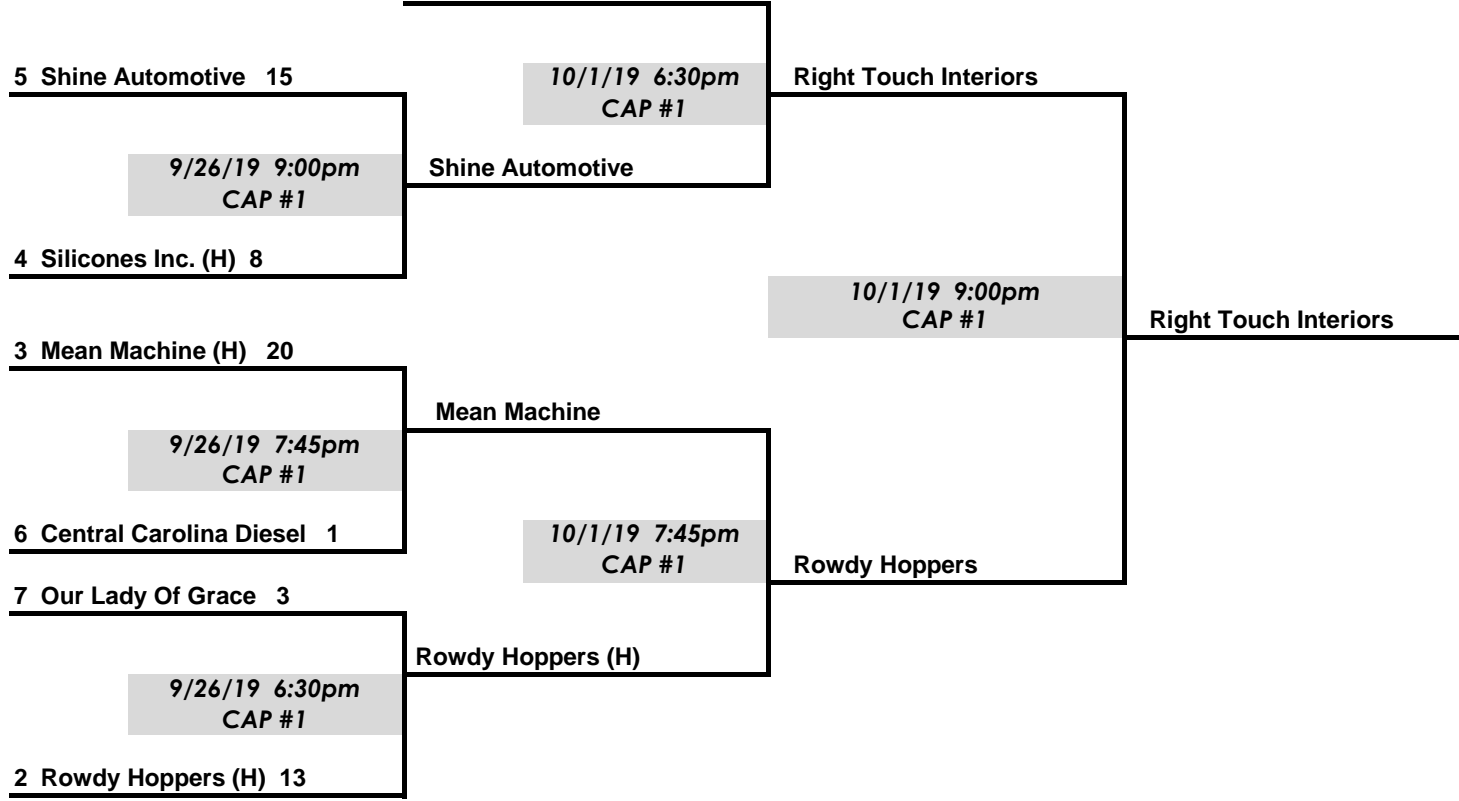 5 Shine Automotive 15
10/1/19 6:30pm
CAP #1
Right Touch Interiors
9/26/19 9:00pm
CAP #1
Shine Automotive
4 Silicones Inc. (H) 8
10/1/19 9:00pm
CAP #1
Right Touch Interiors
3 Mean Machine (H) 20
Mean Machine
9/26/19 7:45pm
CAP #1
6 Central Carolina Diesel 1
10/1/19 7:45pm
CAP #1
Rowdy Hoppers
7 Our Lady Of Grace 3
Rowdy Hoppers (H)
9/26/19 6:30pm
CAP #1
2 Rowdy Hoppers (H) 13